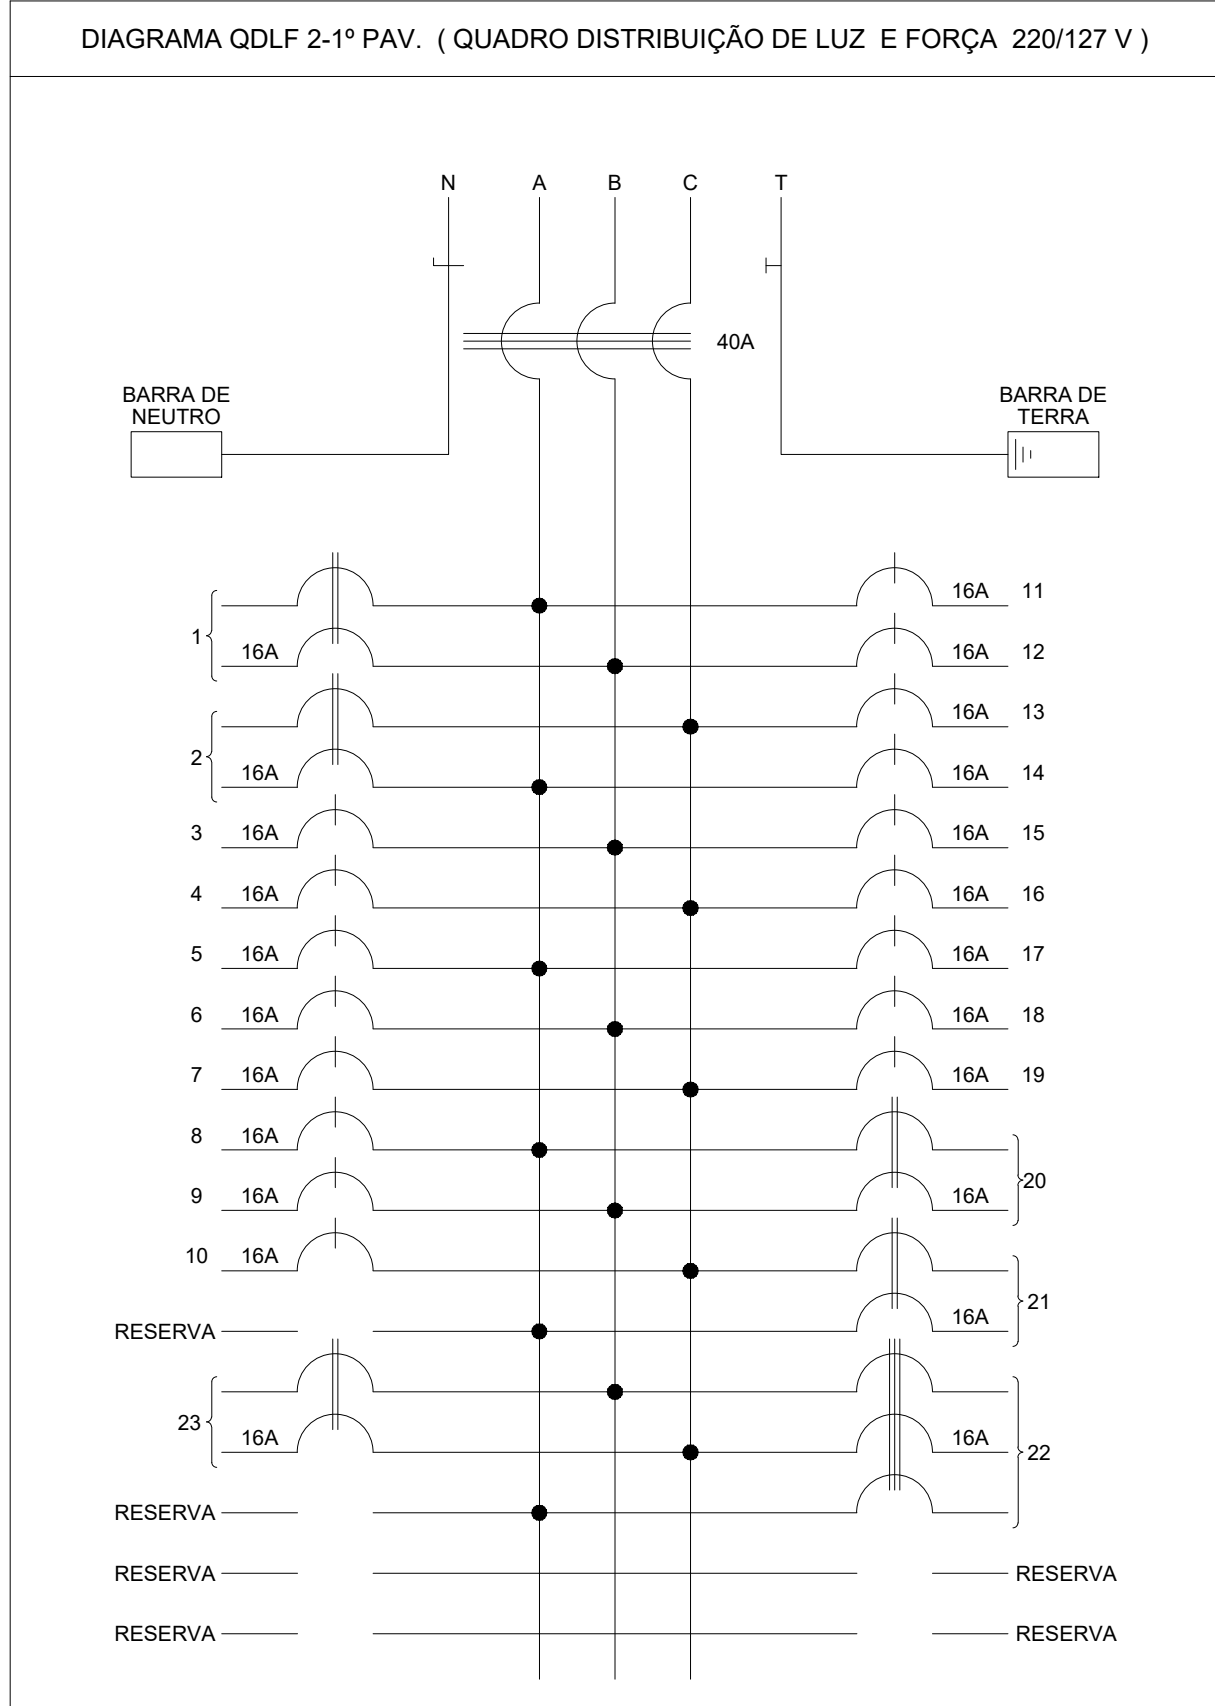 DIAGRAMA QDLF 2-1º PAV. ( QUADRO DISTRIBUIÇÃO DE LUZ E FORÇA 220/127 V )
N A B C T
40A
BARRA DE
NEUTRO
BARRA DE
TERRA
16A 11
1
16A 16A 12
16A 13
2
16A 16A 14
3 16A 16A 15
4 16A 16A 16
5 16A 16A 17
6 16A 16A 18
7 16A 16A 19
8 16A
20
9 16A 16A
10 16A
21
RESERVA 16A
23
16A 16A 22
RESERVA
RESERVA RESERVA
RESERVA RESERVA